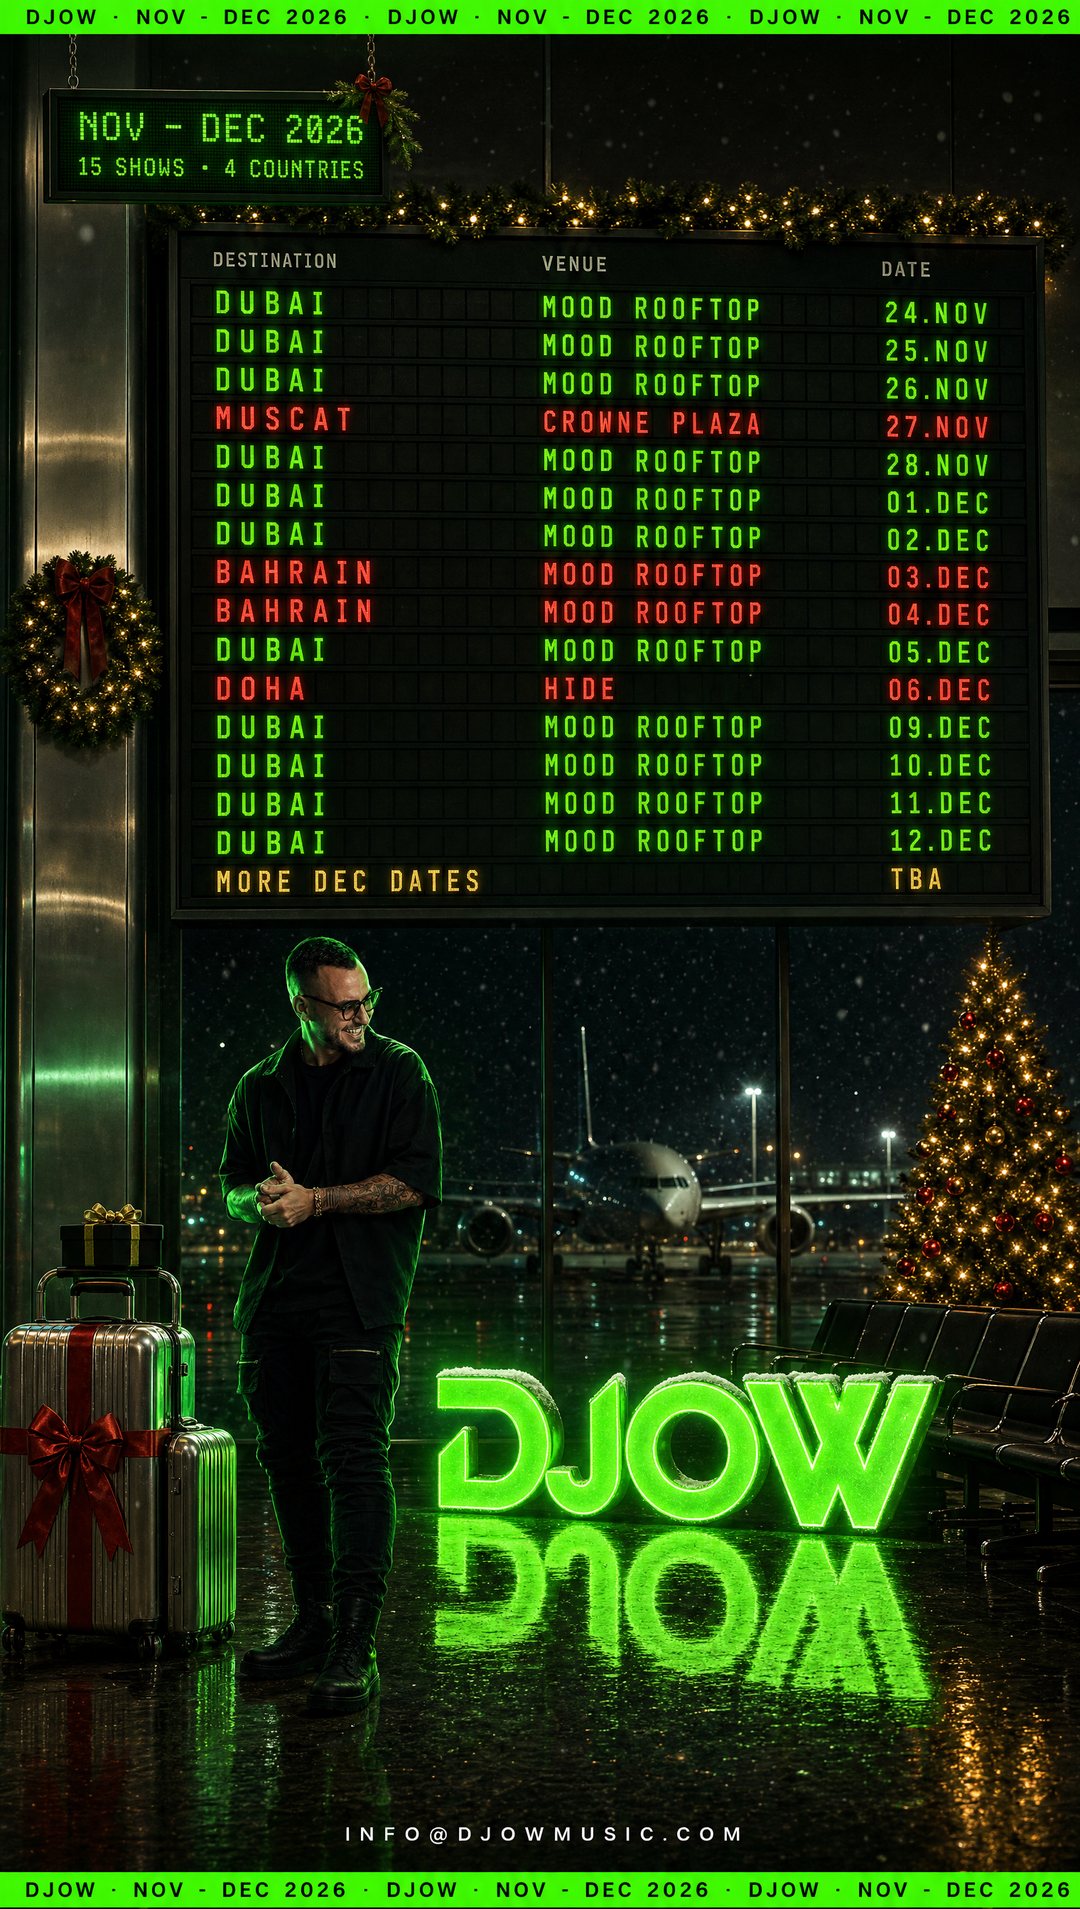 DJOW · NOV - DEC 2026 · DJOW · NOV - DEC 2026 · DJOW · NOV - DEC 2026
NOV - DEC 2026
15 SHOWS · 4 COUNTRIES
DESTINATION VENUE DATE
DUBAI MOOD ROOFTOP 24.NOV
DUBAI MOOD ROOFTOP 25.NOV
DUBAI MOOD ROOFTOP 26.NOV
MUSCAT CROWNE PLAZA 27.NOV
DUBAI MOOD ROOFTOP 28.NOV
DUBAI MOOD ROOFTOP 01.DEC
DUBAI MOOD ROOFTOP 02.DEC
BAHRAIN MOOD ROOFTOP 03.DEC
BAHRAIN MOOD ROOFTOP 04.DEC
DUBAI MOOD ROOFTOP 05.DEC
DOHA HIDE 06.DEC
DUBAI MOOD ROOFTOP 09.DEC
DUBAI MOOD ROOFTOP 10.DEC
DUBAI MOOD ROOFTOP 11.DEC
DUBAI MOOD ROOFTOP 12.DEC
MORE DEC DATES TBA
DJOW
INFO@DJOWMUSIC.COM
DJOW · NOV - DEC 2026 · DJOW · NOV - DEC 2026 · DJOW · NOV - DEC 2026